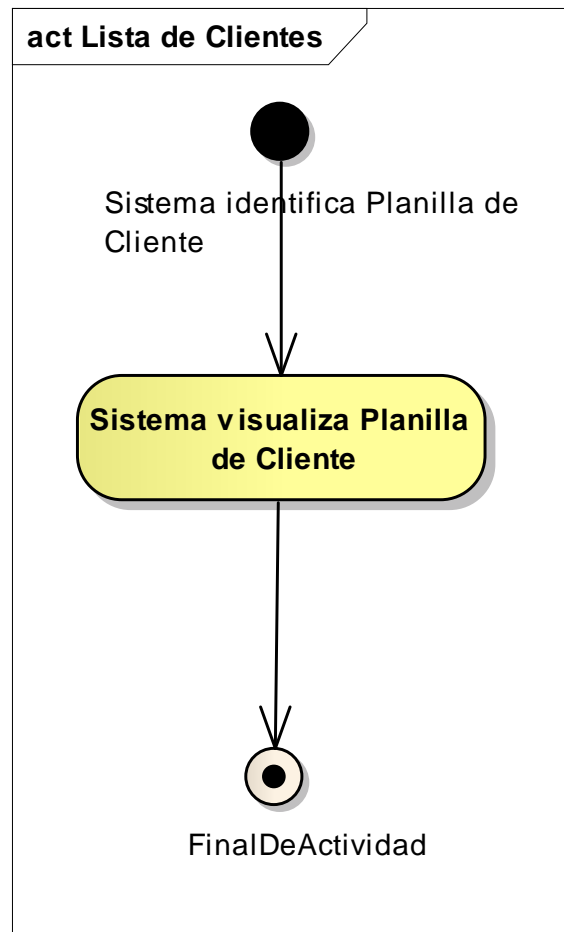 act Lista de Clientes
Sistema identifica Planilla de
Cliente
Sistema visualiza Planilla
de Cliente
FinalDeActividad